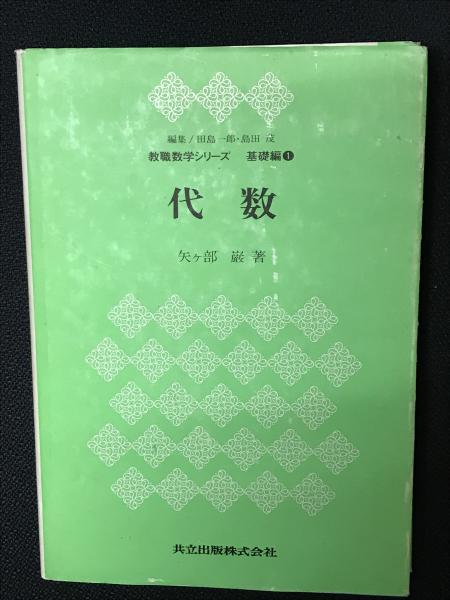 編集/田島一郎・島田 茂
教職数学シリーズ 基礎編❶
代数
矢ヶ部 巌 著
共立出版株式会社